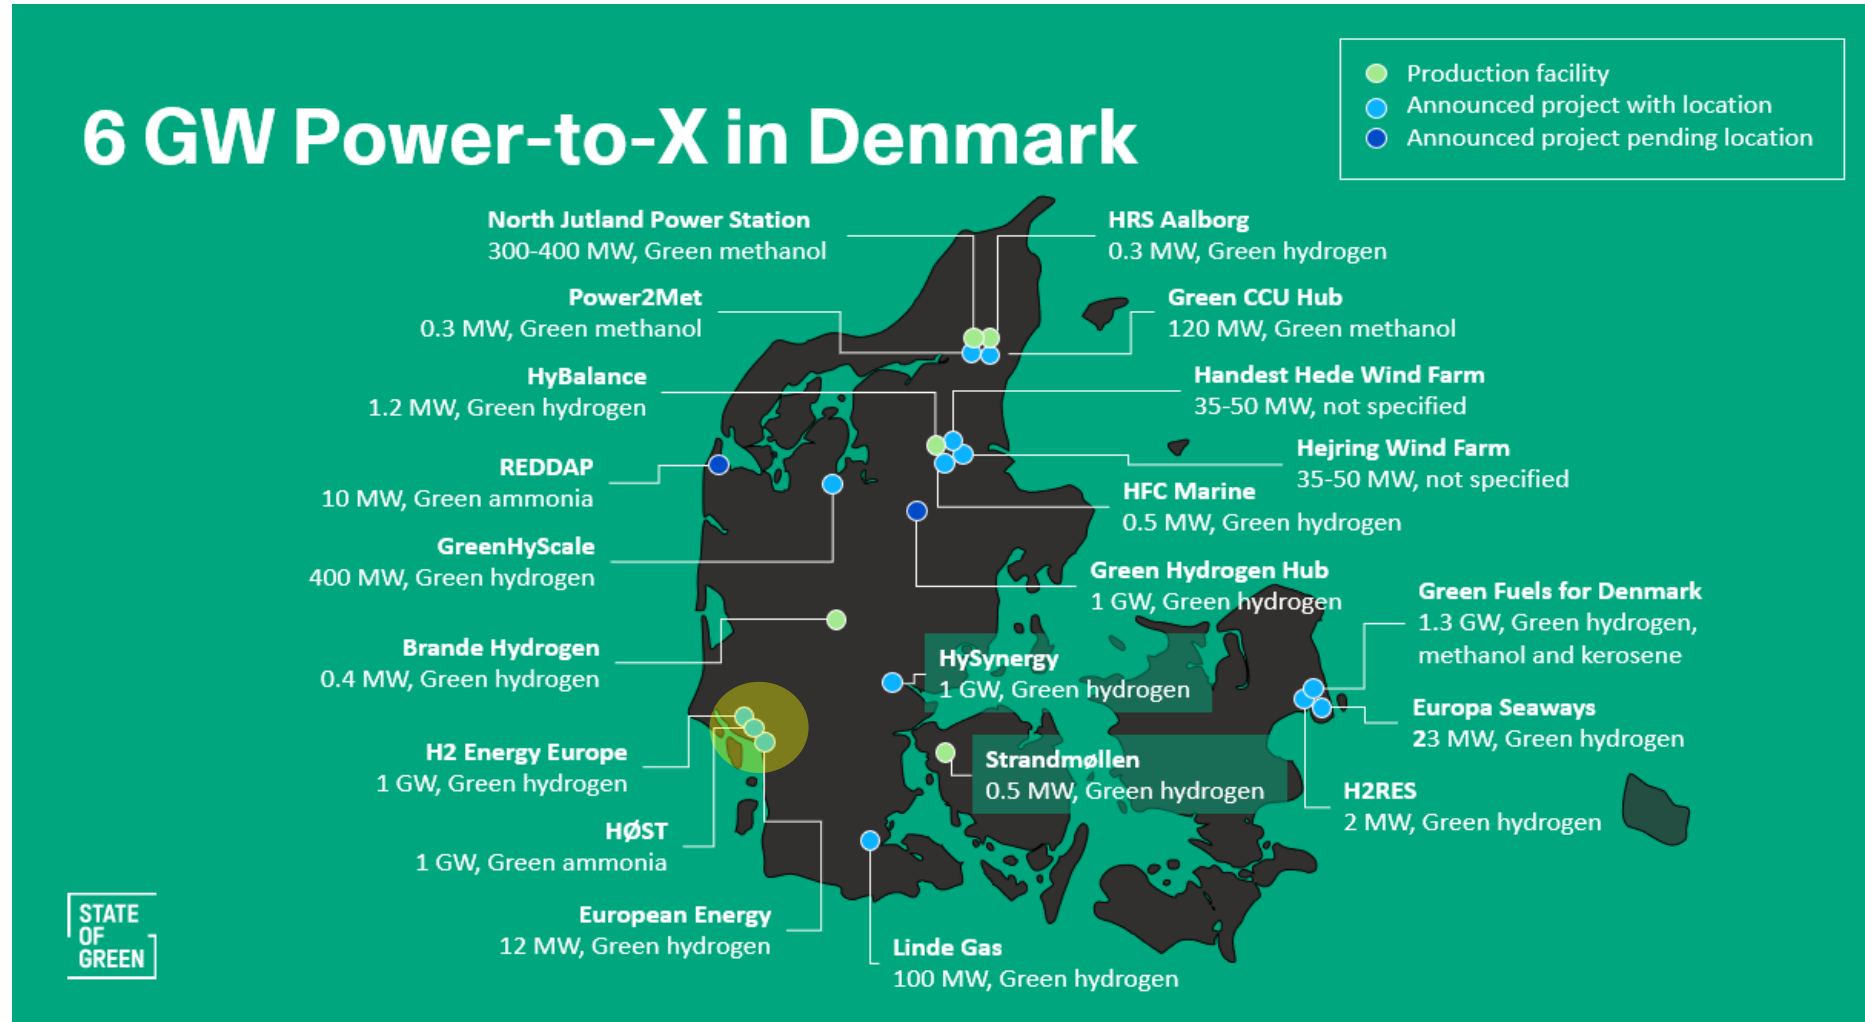 6 GW Power-to-X in Denmark
Production facility
Announced project with location
Announced project pending location
North Jutland Power Station
300-400 MW, Green methanol
HRS Aalborg
0.3 MW, Green hydrogen
Power2Met
0.3 MW, Green methanol
Green CCU Hub
120 MW, Green methanol
HyBalance
1.2 MW, Green hydrogen
Handest Hede Wind Farm
35-50 MW, not specified
Hejring Wind Farm
35-50 MW, not specified
REDDAP
10 MW, Green ammonia
HFC Marine
0.5 MW, Green hydrogen
GreenHyScale
400 MW, Green hydrogen
Green Hydrogen Hub
1 GW, Green hydrogen
Green Fuels for Denmark
1.3 GW, Green hydrogen,
methanol and kerosene
Brande Hydrogen
0.4 MW, Green hydrogen
HySynergy
1 GW, Green hydrogen
Europa Seaways
23 MW, Green hydrogen
H2 Energy Europe
1 GW, Green hydrogen
Strandmøllen
0.5 MW, Green hydrogen
H2RES
2 MW, Green hydrogen
HØST
1 GW, Green ammonia
European Energy
12 MW, Green hydrogen
Linde Gas
100 MW, Green hydrogen
STATE
OF
GREEN